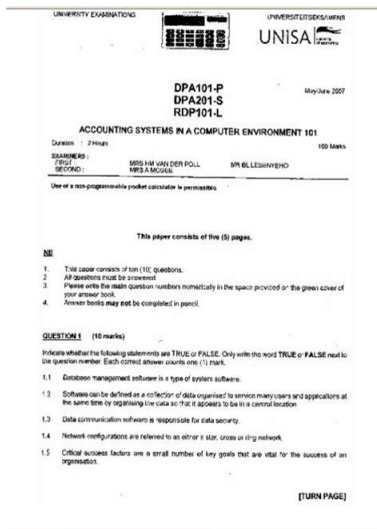 UNIVERSITY EXAMINATIONS
UNIVERSITEITSEKSAMENS
UNISA
DPA101-P
DPA201-S
RDP101-L
May/June 2007
ACCOUNTING SYSTEMS IN A COMPUTER ENVIRONMENT 101
Duration : 2 Hours
100 Marks
EXAMINERS :
FIRST : MRS HM VAN DER POLL MR BL
SECOND : MRS A
Use of a non-programmable pocket calculator is permissible.
This paper consists of five (5) pages.
NB
1. This paper consists of ten (10) questions.
2. All questions must be answered.
3. Please write the main question numbers numerically in the space provided on the green cover of
your answer book.
4. Answer books may not be completed in pencil.
QUESTION 1 (10 marks)
Indicate whether the following statements are TRUE or FALSE. Only write the word TRUE or FALSE next to
the question number. Each correct answer counts one (1) mark.
1.1 Database management software is a type of system software.
1.2 Software can be defined as a collection of data organised to service many users and applications at
the same time by organising the data so that it appears to be in a central location.
1.3 Data communication software is responsible for data security.
1.4 Network configurations are referred to as either a star, cross or ring network.
1.5 Critical success factors are a small number of key goals that are vital for the success of an
organisation.
[TURN PAGE]